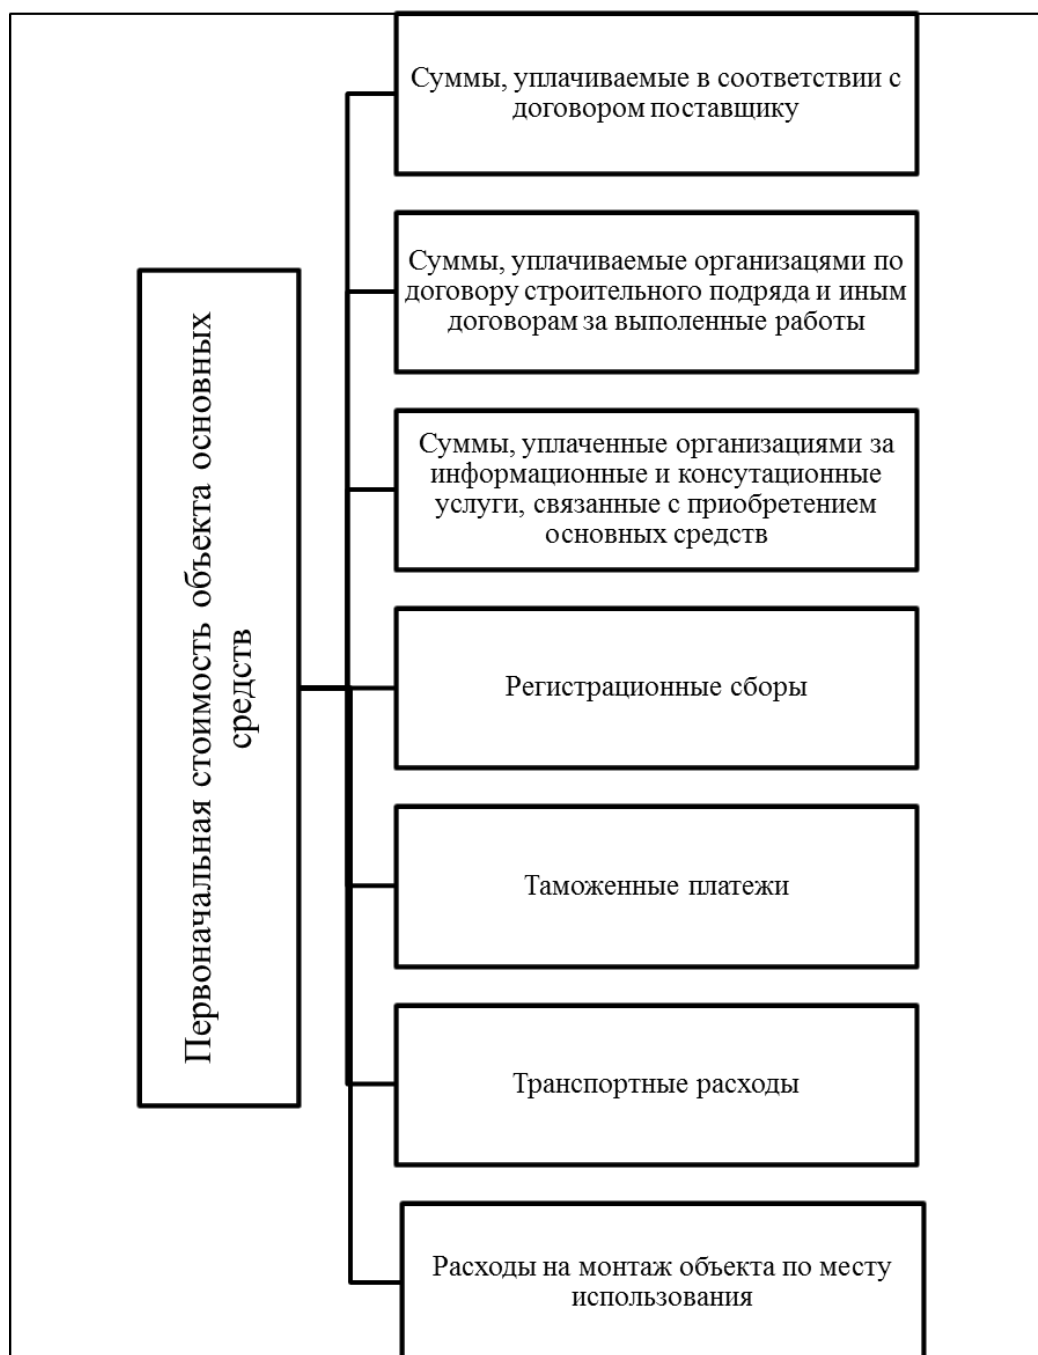 Первоначальная стоимость объекта основных
средств
Суммы, уплачиваемые в соответствии с
договором поставщику
Суммы, уплачиваемые организацями по
договору строительного подряда и иным
договорам за выполенные работы
Суммы, уплаченные организациями за
информационные и консутационные
услуги, связанные с приобретением
основных средств
Регистрационные сборы
Таможенные платежи
Транспортные расходы
Расходы на монтаж объекта по месту
использования